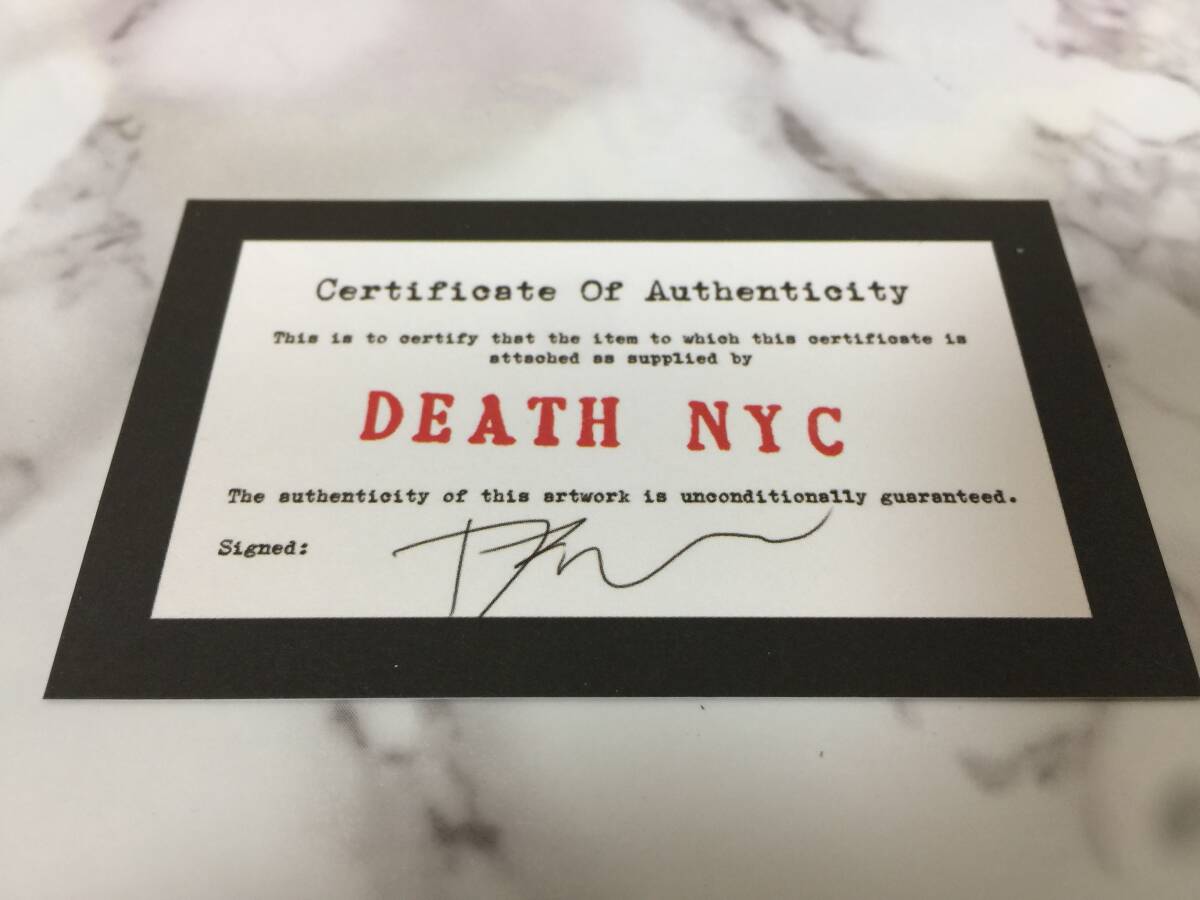 Certificate Of Authenticity
This is to certify that the item to which this certificate is
attached as supplied by
DEATH NYC
The authenticity of this artwork is unconditionally guaranteed.
Signed: